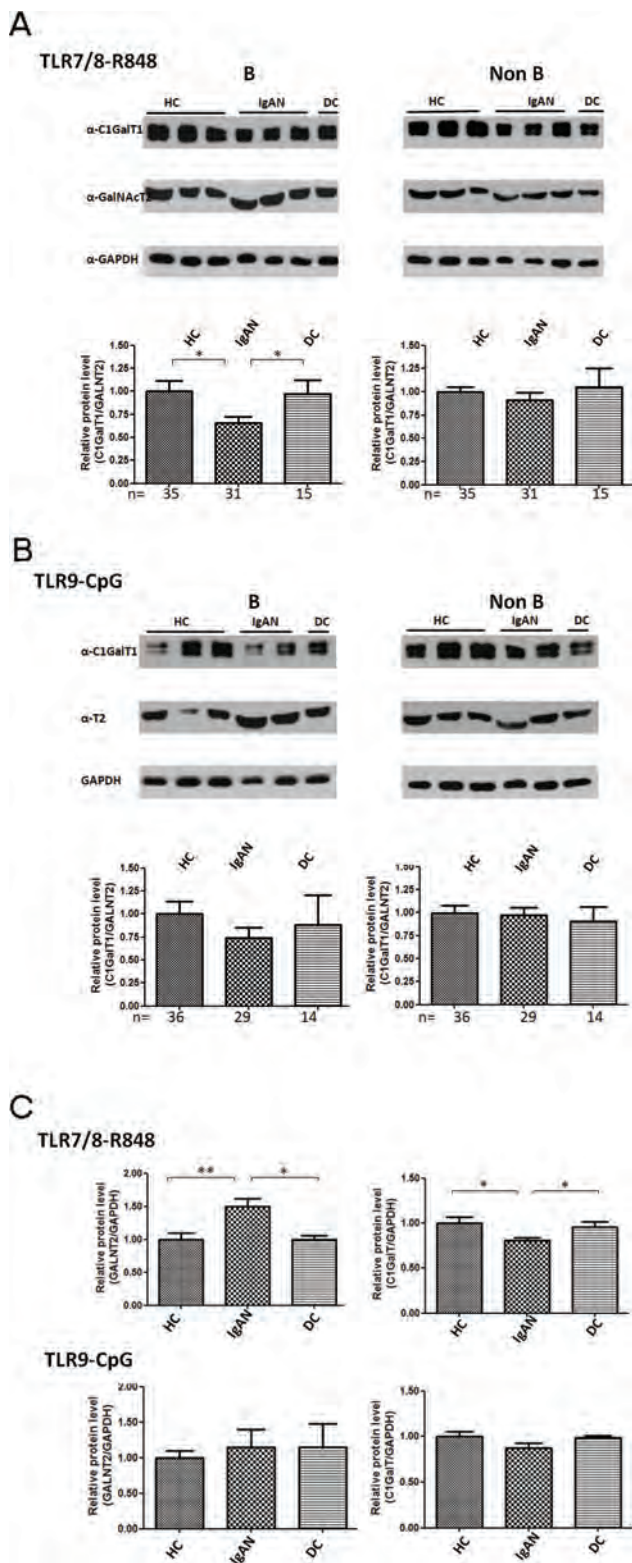 A
TLR7/8-R848
B Non B
HC IgAN DC HC IgAN DC
α-C1GalT1
α-GalNAcT2
α-GAPDH
HC IgAN DC HC IgAN DC
* *
Relative protein level
(C1GalT1/GALNT2)
1.50
1.25
1.00
0.75
0.50
0.25
0.00
n= 35 31 15
Relative protein level
(C1GalT1/GALNT2)
1.50
1.25
1.00
0.75
0.50
0.25
0.00
35 31 15
B
TLR9-CpG
B Non B
HC IgAN DC HC IgAN DC
α-C1GalT1
α-T2
GAPDH
HC IgAN DC HC IgAN DC
Relative protein level
(C1GalT1/GALNT2)
1.50
1.25
1.00
0.75
0.50
0.25
0.00
n= 36 29 14
Relative protein level
(C1GalT1/GALNT2)
1.50
1.25
1.00
0.75
0.50
0.25
0.00
36 29 14
C
TLR7/8-R848
** *
Relative protein level
(GALNT2/GAPDH)
2.00
1.50
1.00
0.50
0.00
HC IgAN DC
* *
Relative protein level
(C1GalT/GAPDH)
1.50
1.00
0.50
0.00
HC IgAN DC
TLR9-CpG
Relative protein level
(GALNT2/GAPDH)
2.00
1.50
1.00
0.50
0.00
HC IgAN DC
Relative protein level
(C1GalT/GAPDH)
1.50
1.00
0.50
0.00
HC IgAN DC